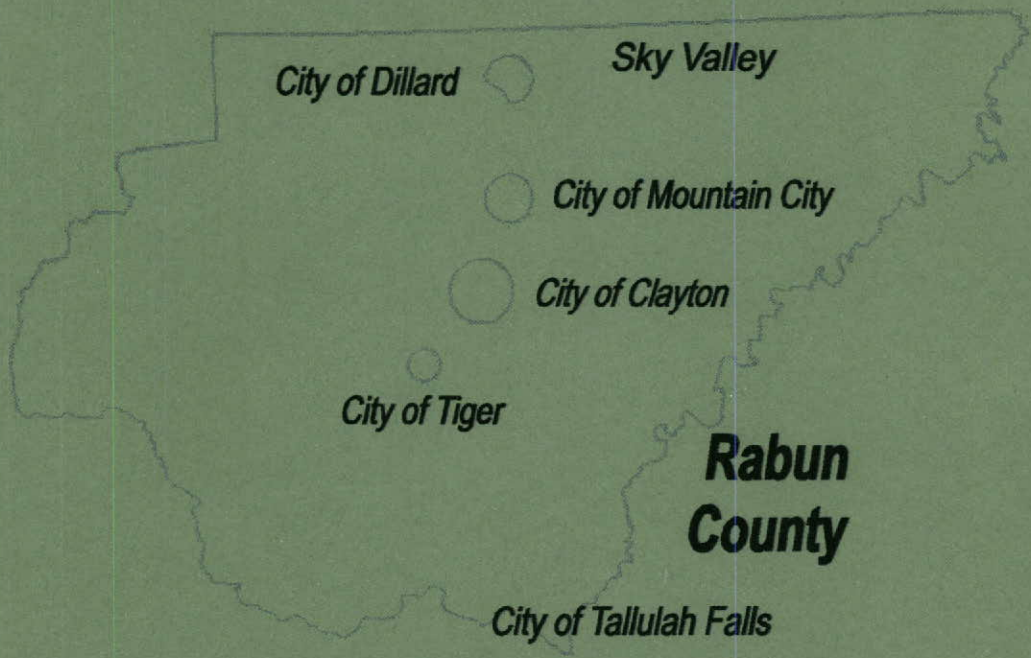 Sky Valley
City of Dillard
City of Mountain City
City of Clayton
City of Tiger
Rabun
County
City of Tallulah Falls